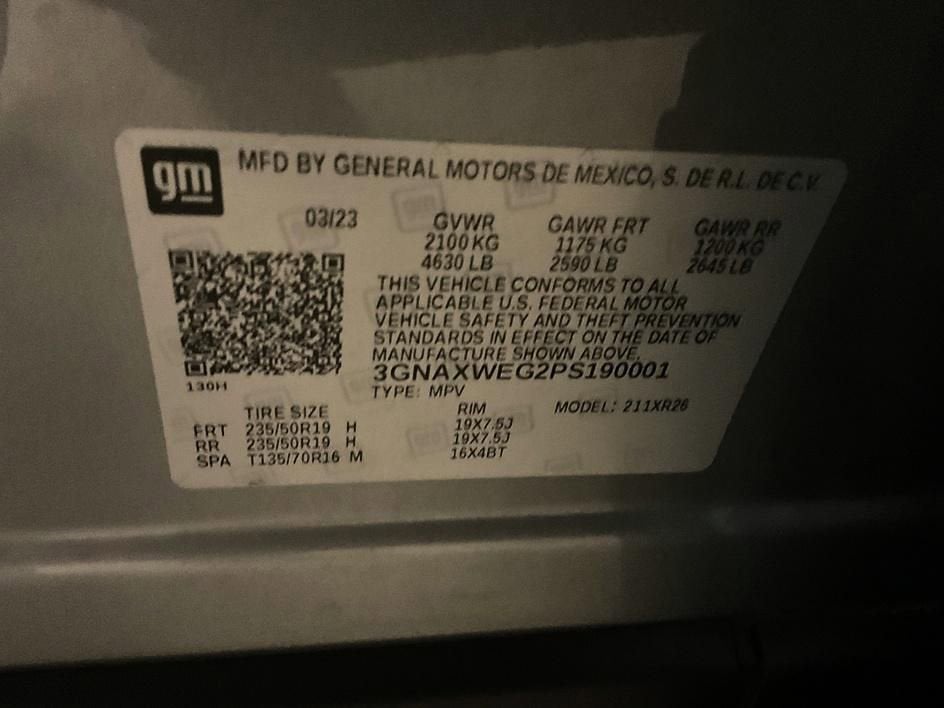 gm MFD BY GENERAL MOTORS DE MEXICO, S. DE R.L. DE C.V.
03/23 GVWR GAWR FRT GAWR RR
2100 KG 1175 KG 1200 KG
4630 LB 2590 LB 2645 LB
THIS VEHICLE CONFORMS TO ALL
APPLICABLE U.S. FEDERAL MOTOR
VEHICLE SAFETY AND THEFT PREVENTION
STANDARDS IN EFFECT ON THE DATE OF
MANUFACTURE SHOWN ABOVE.
3GNAXWEG2PS190001
130H
TYPE: MPV
TIRE SIZE RIM MODEL: 211XR26
FRT 235/50R19 H 19X7.5J
RR 235/50R19 H 19X7.5J
SPA T135/70R16 M 16X4BT